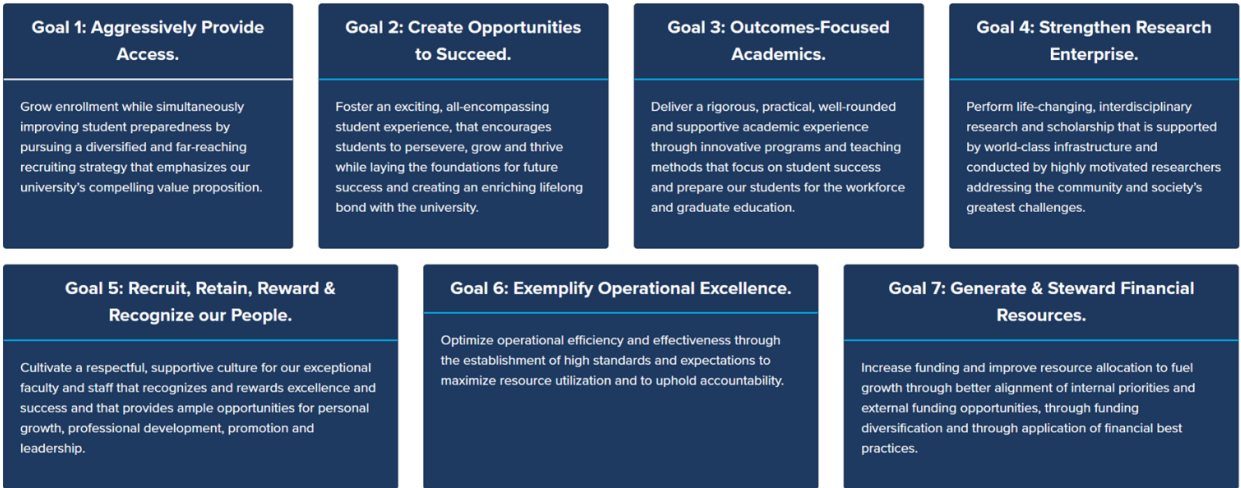 Goal 1: Aggressively Provide
Access.
Grow enrollment while simultaneously
improving student preparedness by
pursuing a diversified and far-reaching
recruiting strategy that emphasizes our
university's compelling value proposition.
Goal 2: Create Opportunities
to Succeed.
Foster an exciting, all-encompassing
student experience, that encourages
students to persevere, grow and thrive
while laying the foundations for future
success and creating an enriching lifelong
bond with the university.
Goal 3: Outcomes-Focused
Academics.
Deliver a rigorous, practical, well-rounded
and supportive academic experience
through innovative programs and teaching
methods that focus on student success
and prepare our students for the workforce
and graduate education.
Goal 4: Strengthen Research
Enterprise.
Perform life-changing, interdisciplinary
research and scholarship that is supported
by world-class infrastructure and
conducted by highly motivated researchers
addressing the community and society's
greatest challenges.
Goal 5: Recruit, Retain, Reward &
Recognize our People.
Cultivate a respectful, supportive culture for our exceptional
faculty and staff that recognizes and rewards excellence and
success and that provides ample opportunities for personal
growth, professional development, promotion and
leadership.
Goal 6: Exemplify Operational Excellence.
Optimize operational efficiency and effectiveness through
the establishment of high standards and expectations to
maximize resource utilization and to uphold accountability.
Goal 7: Generate & Steward Financial
Resources.
Increase funding and improve resource allocation to fuel
growth through better alignment of internal priorities and
external funding opportunities, through funding
diversification and through application of financial best
practices.